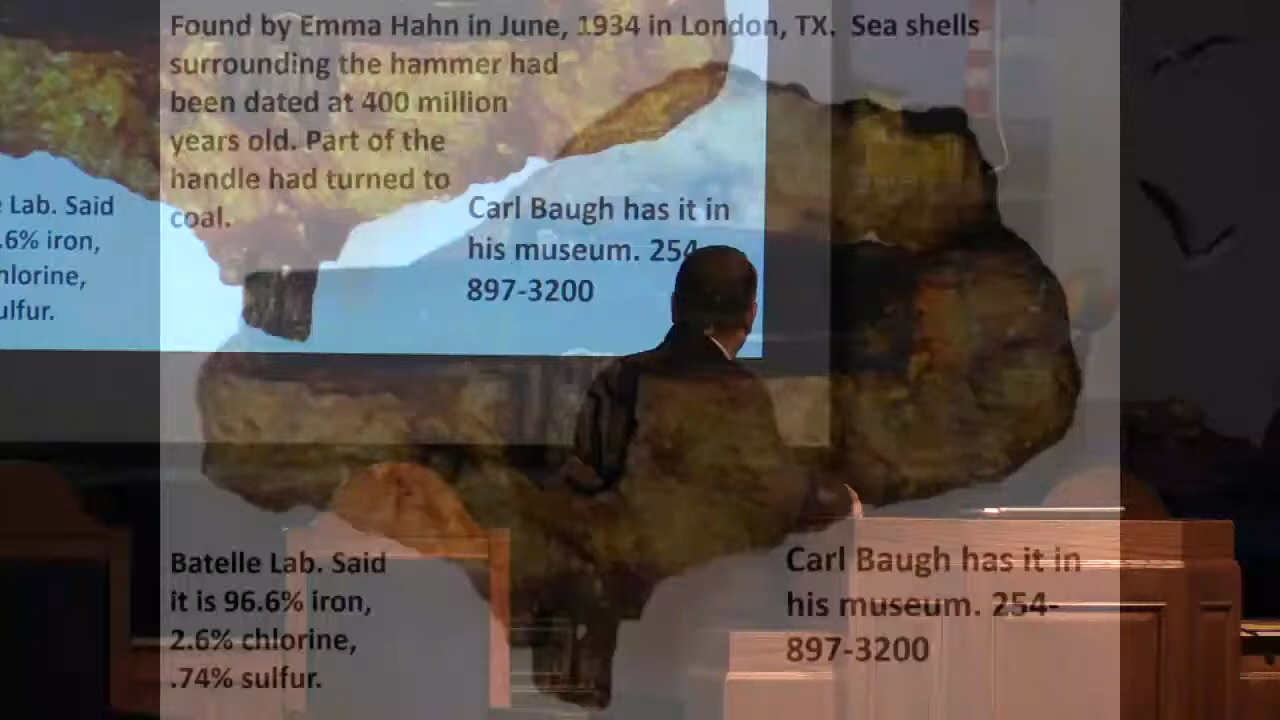 Found by Emma Hahn in June, 1934 in London, TX. Sea shells
surrounding the hammer had
been dated at 400 million
years old. Part of the
handle had turned to
coal.
Lab. Said
.6% iron,
Carl Baugh has it in
his museum. 254-
897-3200
Batelle Lab. Said
it is 96.6% iron,
2.6% chlorine,
.74% sulfur.
Carl Baugh has it in
his museum. 254-
897-3200